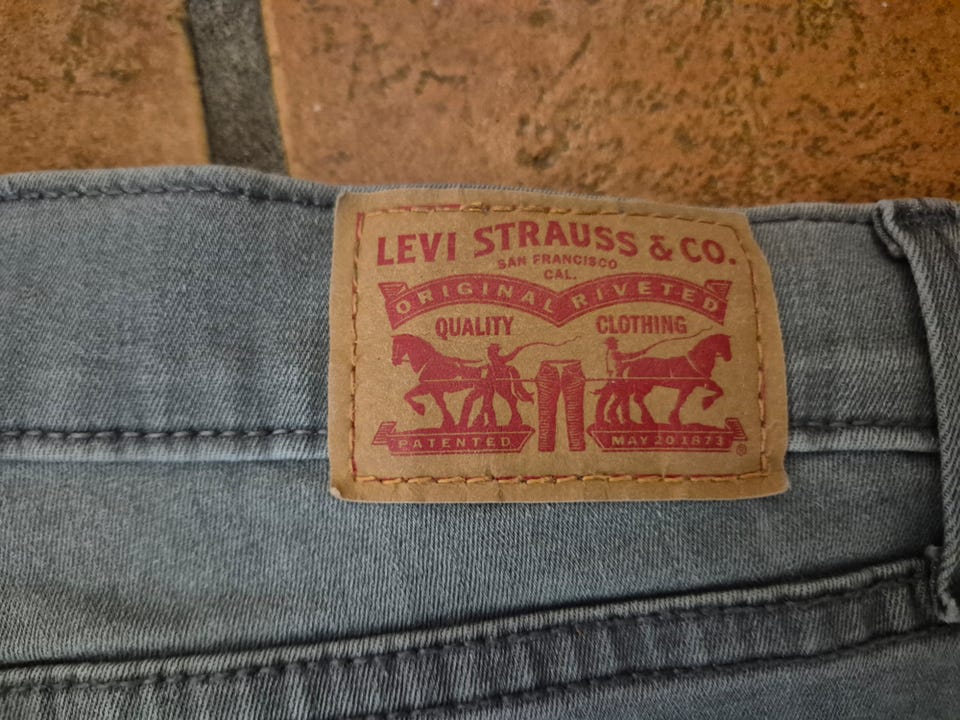 LEVI STRAUSS & CO.
SAN FRANCISCO
CAL.
ORIGINAL RIVETED
QUALITY CLOTHING
PATENTED MAY 20 1873
®